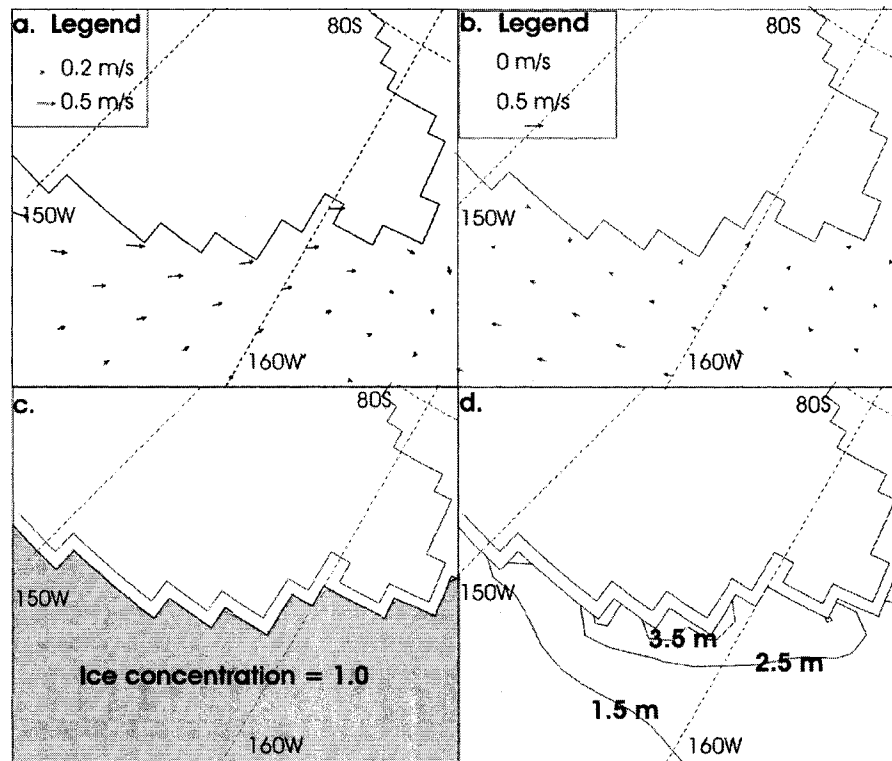 a. Legend
0.2 m/s
0.5 m/s
80S
150W
160W
b. Legend
0 m/s
0.5 m/s
80S
150W
160W
c.
80S
150W
Ice concentration = 1.0
160W
d.
80S
150W
3.5 m
2.5 m
1.5 m
160W